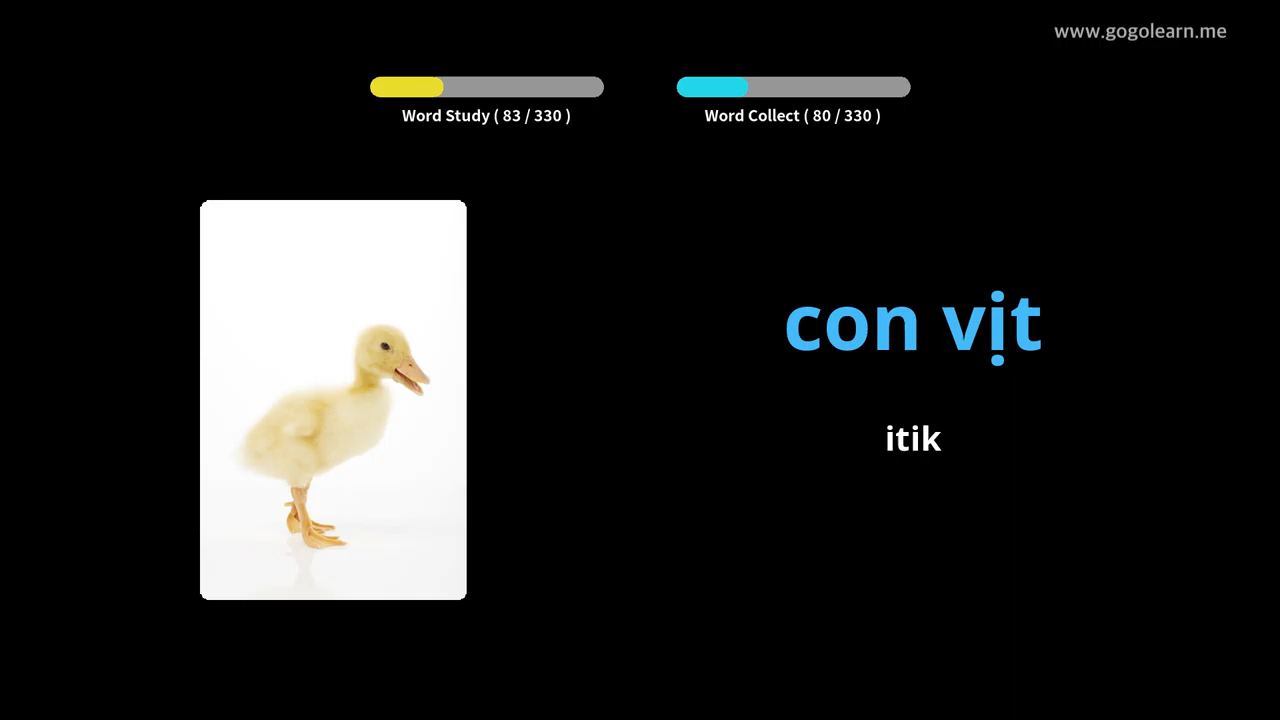 www.gogolearn.me
Word Study ( 83 / 330 )
Word Collect ( 80 / 330 )
con vịt
itik